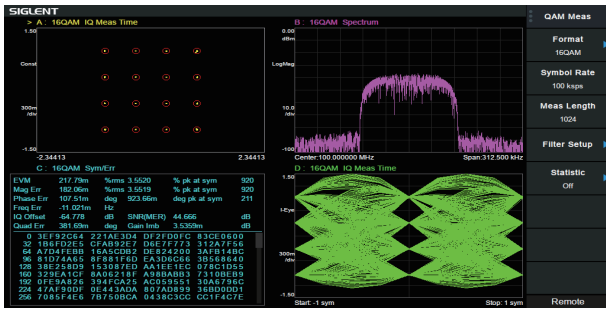 SIGLENT
> A: 16QAM IQ Meas Time
1.50
Const
300m
/div
-1.50
-2.34413 2.34413
B: 16QAM Spectrum
0.00
dBm
LogMag
10.0
/div
-100
Center:100.000000 MHz Span:312.500 kHz
C: 16QAM Sym/Err
EVM 217.79m %rms 3.5520 % pk at sym 920
Mag Err 182.06m %rms 3.5519 % pk at sym 920
Phase Err 107.51m deg 923.66m deg pk at sym 211
Freq Err -11.021m Hz
IQ Offset -64.778 dB SNR(MER) 44.666 dB
Quad Err 381.69m deg Gain Imb 3.5359m dB
0 3EF92C64 221AE3D4 DF2FD0FC 83CE0600
32 1B6FD2E5 CFAB92E7 D6E7F773 312A7F56
64 A7D4FEBB 16A5CDB2 DE824200 3AFB14BC
96 81D74A65 8F881F6D EA3D6C66 3B568640
128 38E258D9 153087ED AA1EE1EC 078C1D55
160 329EA1CF 8A06218F A98BABB3 7310BEB9
192 0FE9A826 394FCA25 AC059551 30A6796C
224 47AF90DF 0E443ADA 807AD899 36BD0DD1
256 7085F4E6 7B750BCA 0438C3CC CC1F4C7E
D: 16QAM IQ Meas Time
1.50
I-Eye
300m
/div
-1.50
Start: -1 sym Stop: 1 sym
QAM Meas
Format
16QAM
Symbol Rate
100 ksps
Meas Length
1024
Filter Setup
Statistic
Off
Remote